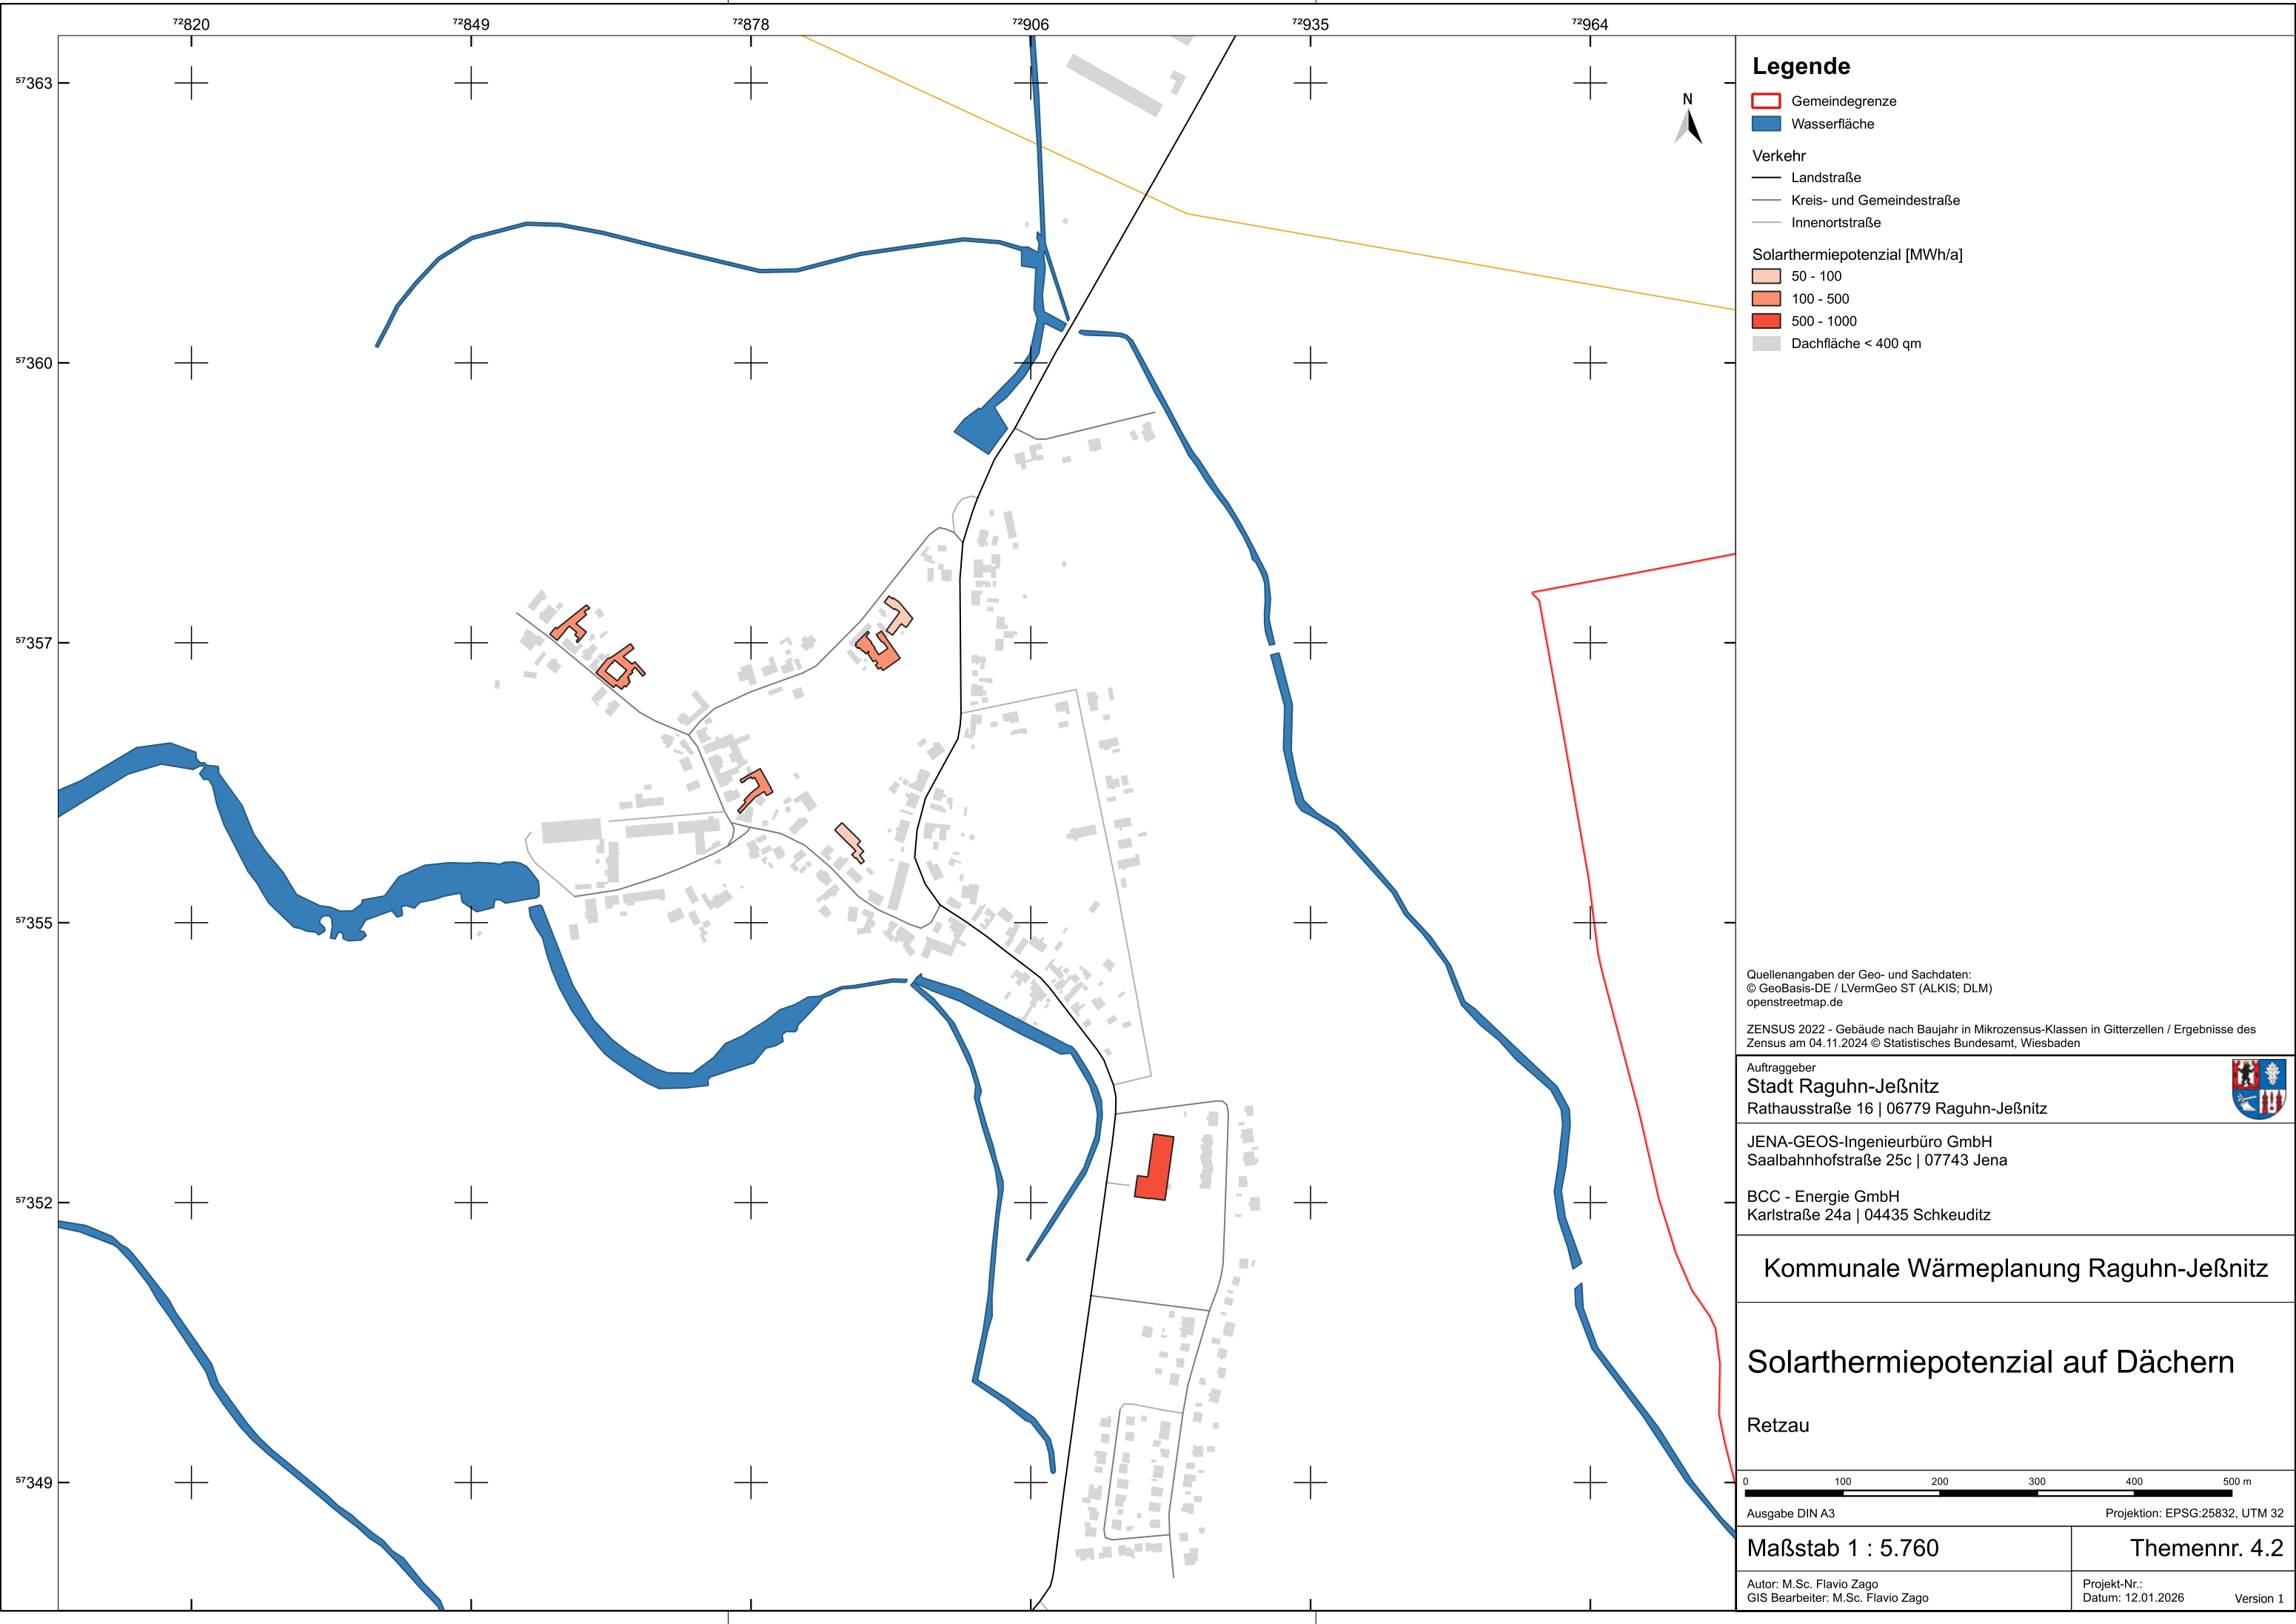 72820 72849 72878 72906 72935 72964
57363
57360
57357
57355
57352
57349
N
Legende
Gemeindegrenze
Wasserfläche
Verkehr
Landstraße
Kreis- und Gemeindestraße
Innenortstraße
Solarthermiepotenzial [MWh/a]
50 - 100
100 - 500
500 - 1000
Dachfläche < 400 qm
Quellenangaben der Geo- und Sachdaten:
© GeoBasis-DE / LVermGeo ST (ALKIS; DLM)
openstreetmap.de
ZENSUS 2022 - Gebäude nach Baujahr in Mikrozensus-Klassen in Gitterzellen / Ergebnisse des
Zensus am 04.11.2024 © Statistisches Bundesamt, Wiesbaden
Auftraggeber
Stadt Raguhn-Jeßnitz
Rathausstraße 16 | 06779 Raguhn-Jeßnitz
JENA-GEOS-Ingenieurbüro GmbH
Saalbahnhofstraße 25c | 07743 Jena
BCC - Energie GmbH
Karlstraße 24a | 04435 Schkeuditz
Kommunale Wärmeplanung Raguhn-Jeßnitz
Solarthermiepotenzial auf Dächern
Retzau
0 100 200 300 400 500 m
Ausgabe DIN A3 Projektion: EPSG:25832, UTM 32
Maßstab 1 : 5.760 Themennr. 4.2
Autor: M.Sc. Flavio Zago Projekt-Nr.:
GIS Bearbeiter: M.Sc. Flavio Zago Datum: 12.01.2026 Version 1